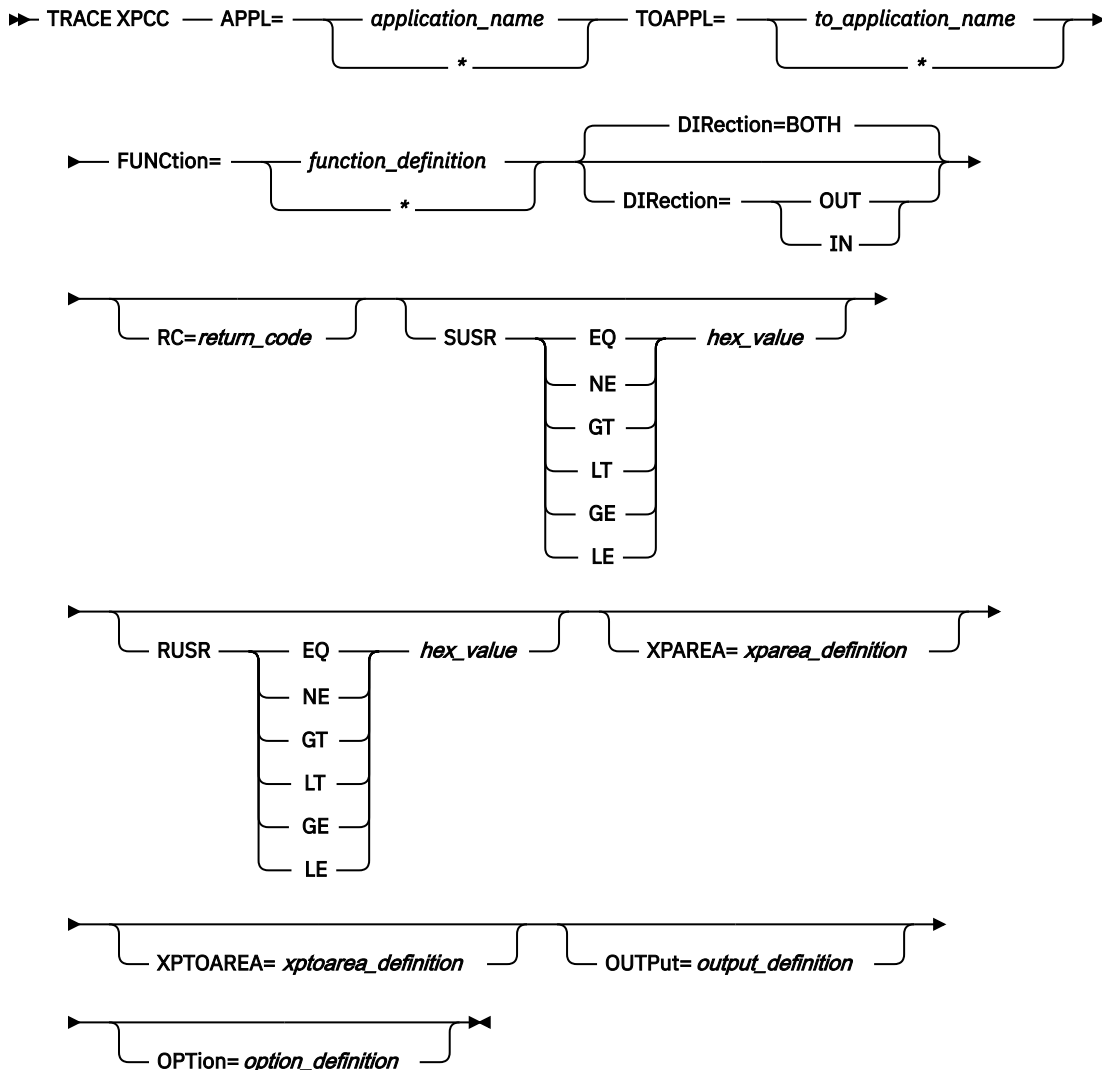 TRACE XPCC APPL= application_name TOAPPL= to_application_name
* *
DIRection=BOTH
FUNCtion= function_definition
* DIRection= OUT
IN
RC=return_code SUSR EQ hex_value
NE
GT
LT
GE
LE
RUSR EQ hex_value XPAREA= xparea_definition
NE
GT
LT
GE
LE
XPTOAREA= xptoarea_definition OUTPut= output_definition
OPTion= option_definition